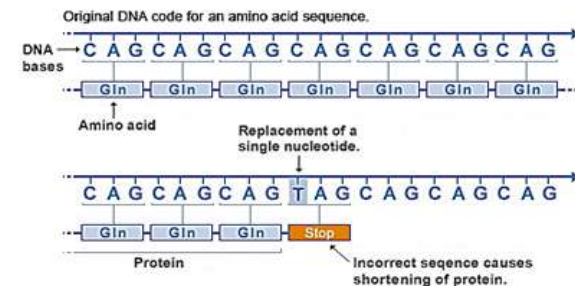 Original DNA code for an amino acid sequence.
DNA bases
C A G C A G C A G C A G C A G C A G C A G
Gln Gln Gln Gln Gln Gln Gln
Amino acid
Replacement of a
single nucleotide.
C A G C A G C A G T A G C A G C A G C A G
Gln Gln Gln Stop
Protein
Incorrect seqence causes
shortening of protein.